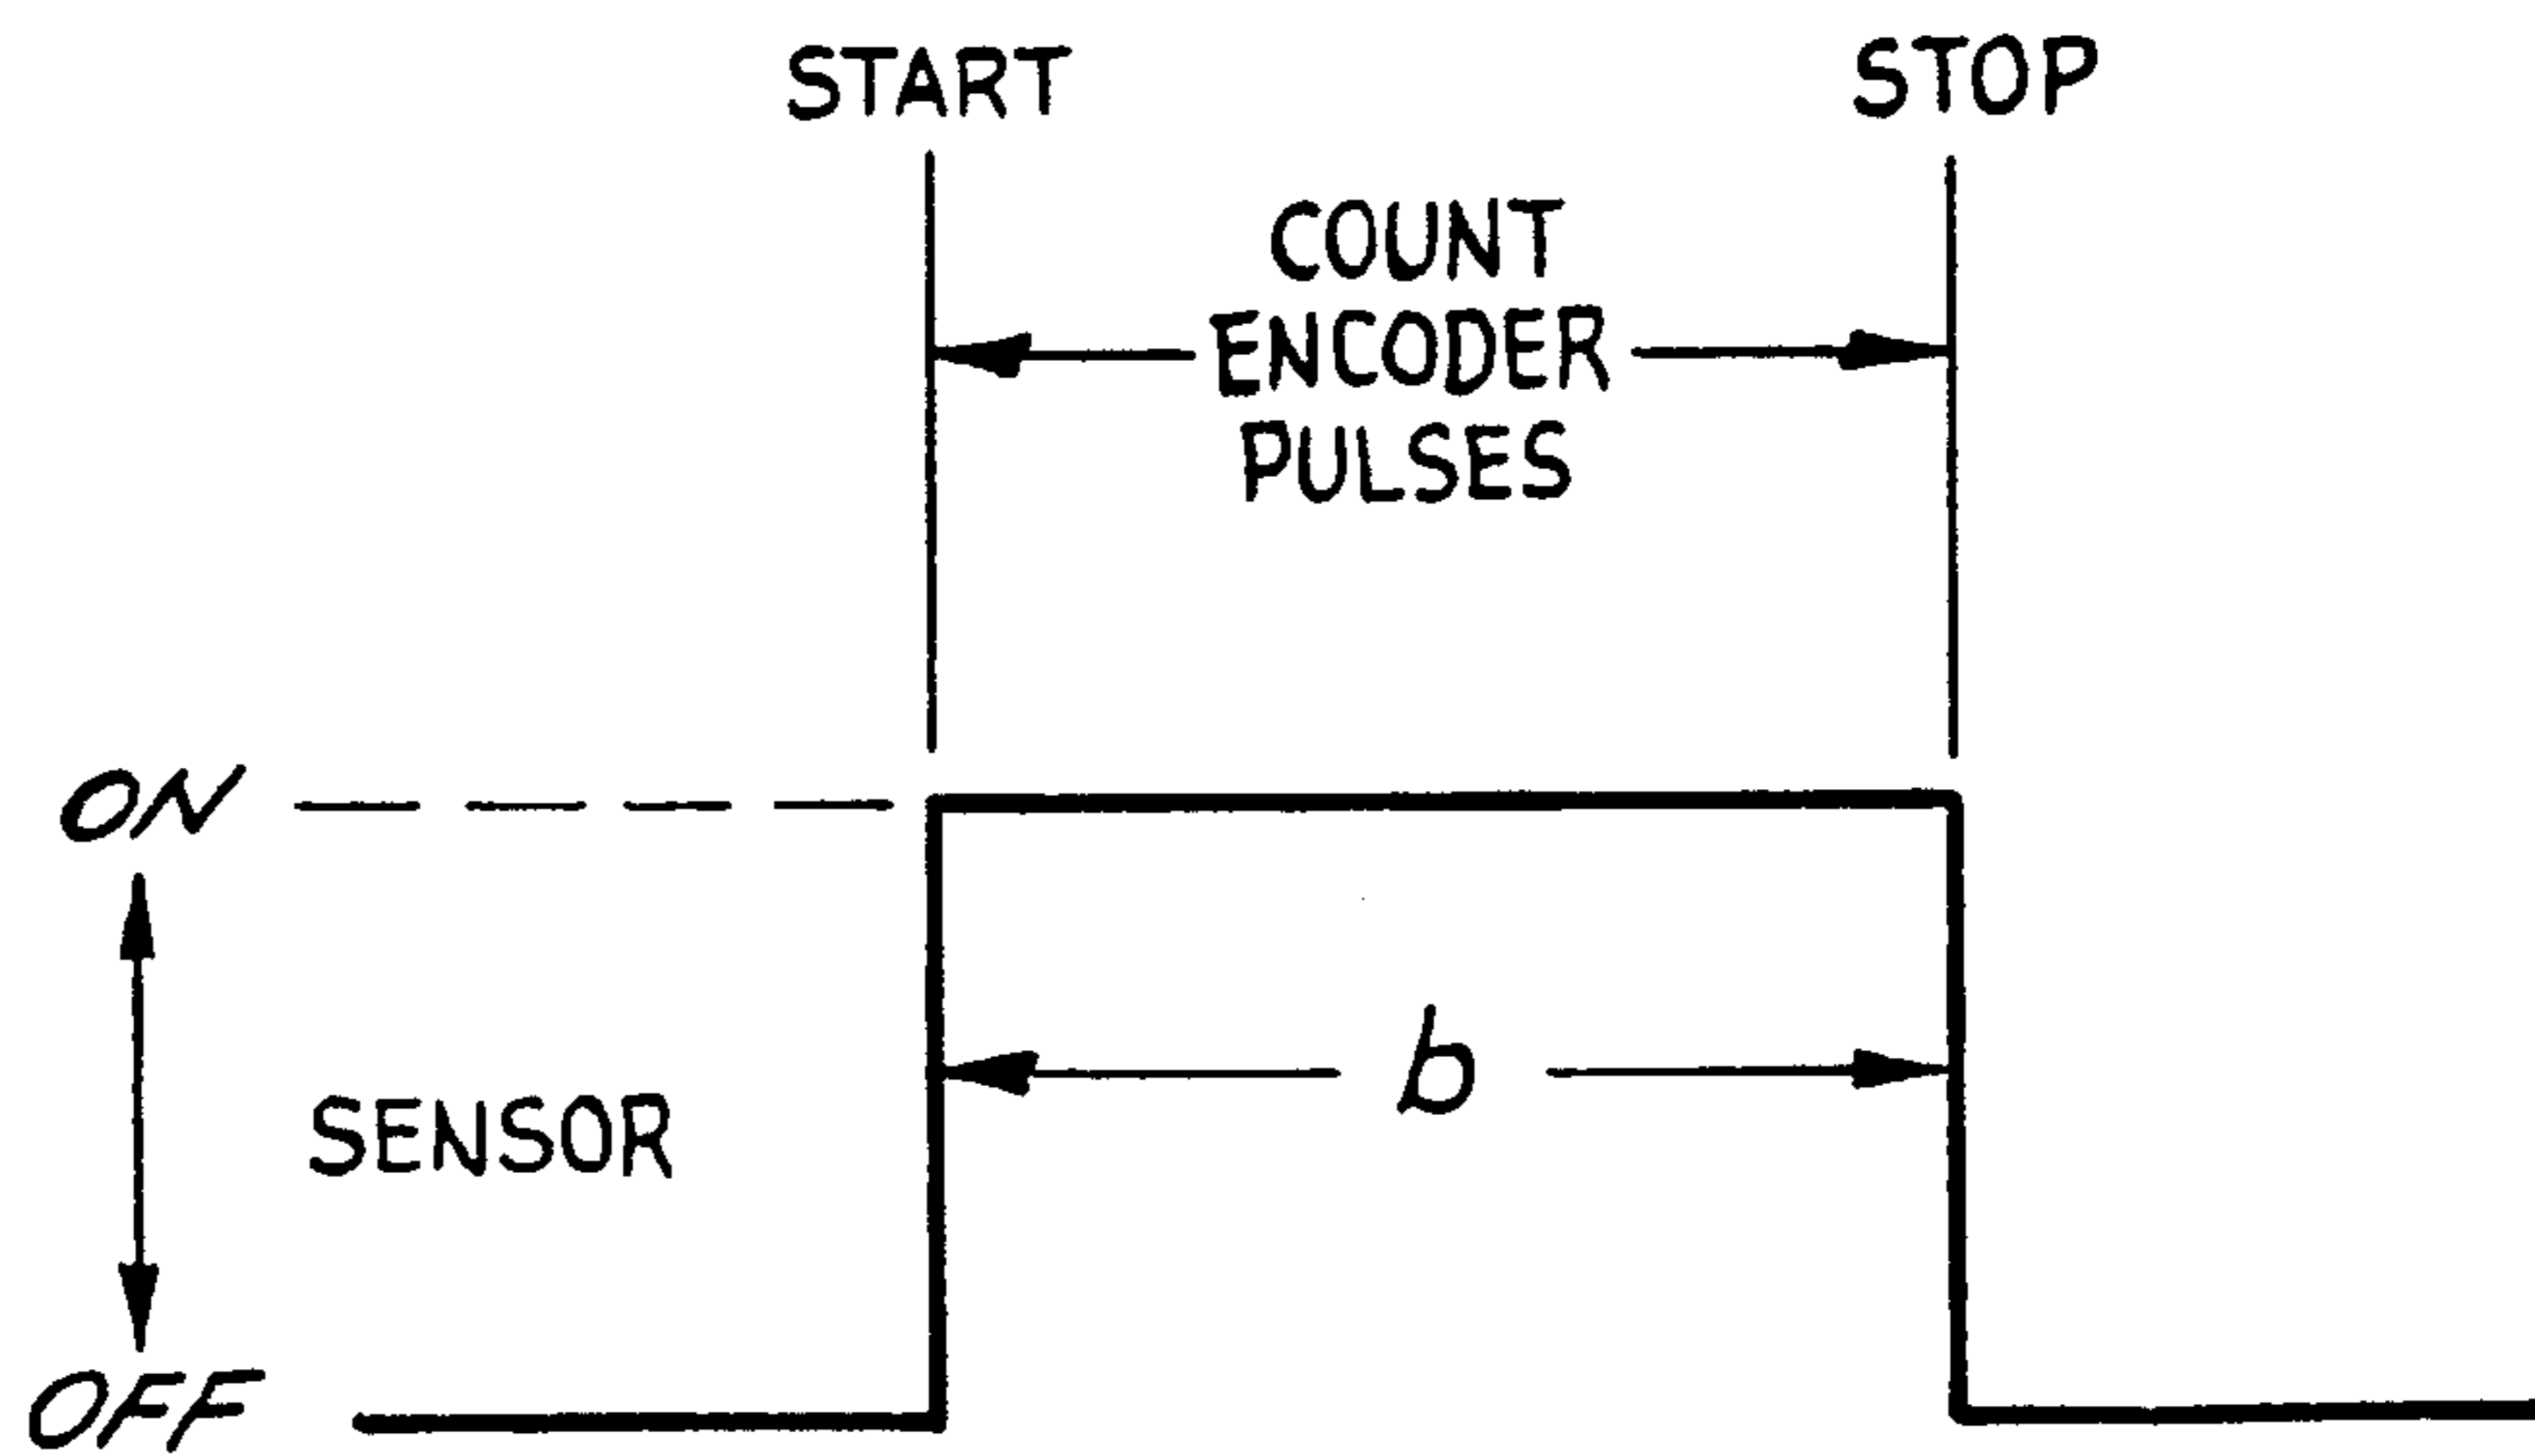 START
STOP
COUNT
ENCODER
PULSES
ON
b
SENSOR
OFF